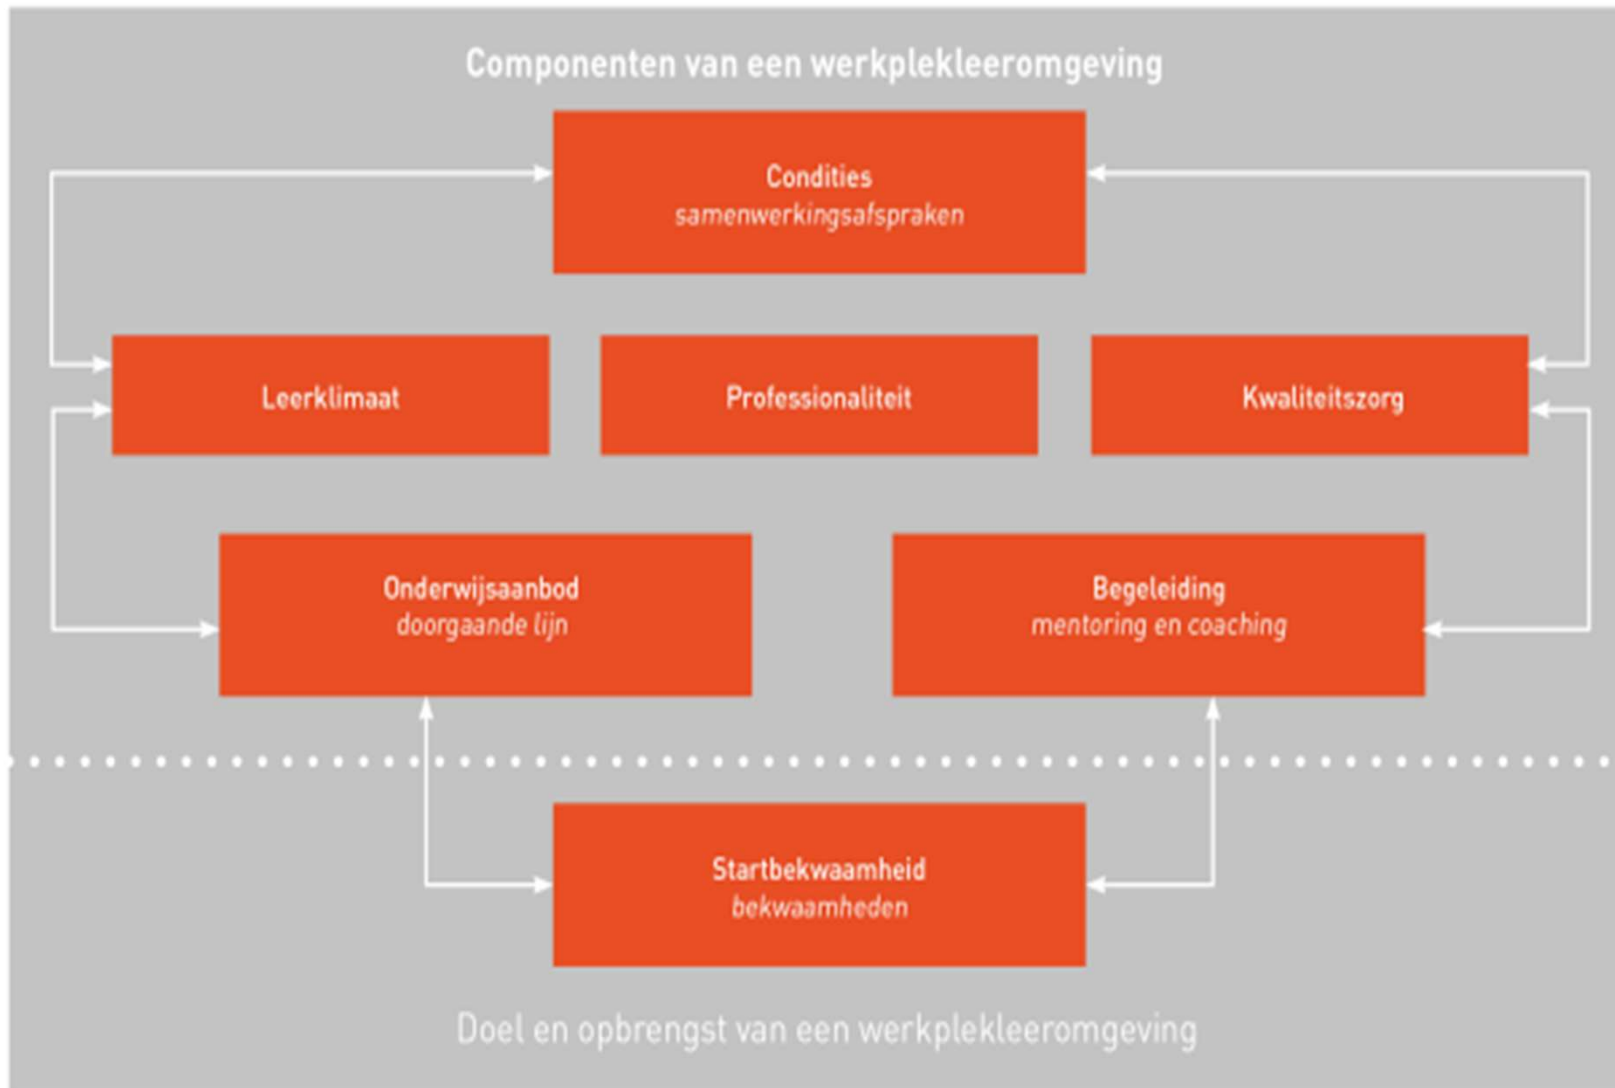 Componenten van een werkplekleeromgeving
Condities
samenwerkingsafspraken
Leerklimaat
Professionaliteit
Kwaliteitszorg
Onderwijsaanbod
doorgaande lijn
Begeleiding
mentoring en coaching
Startbekwaamheid
bekwaamheden
Doel en opbrengst van een werkplekleeromgeving